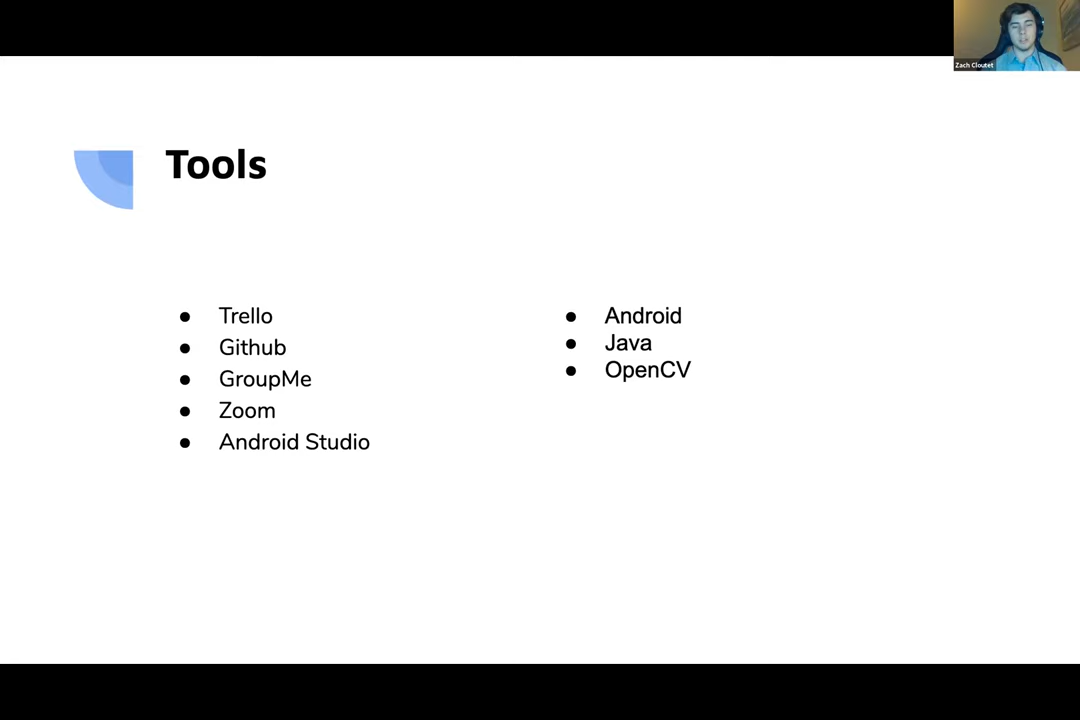 Zach Cloutet
Tools
Trello
Github
GroupMe
Zoom
Android Studio
Android
Java
OpenCV